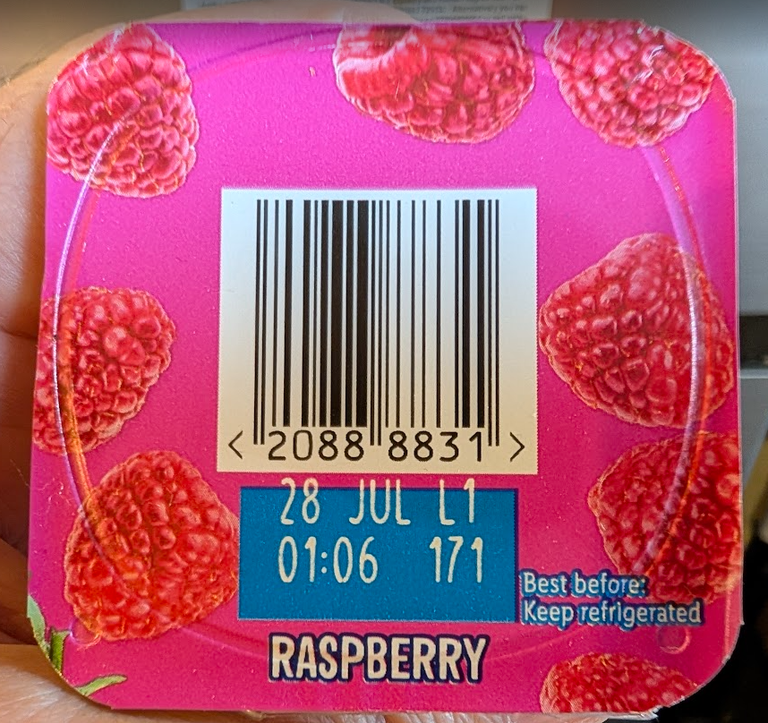 < 2088 8831 >
28 JUL L1
01:06 171
Best before:
Keep refrigerated
RASPBERRY